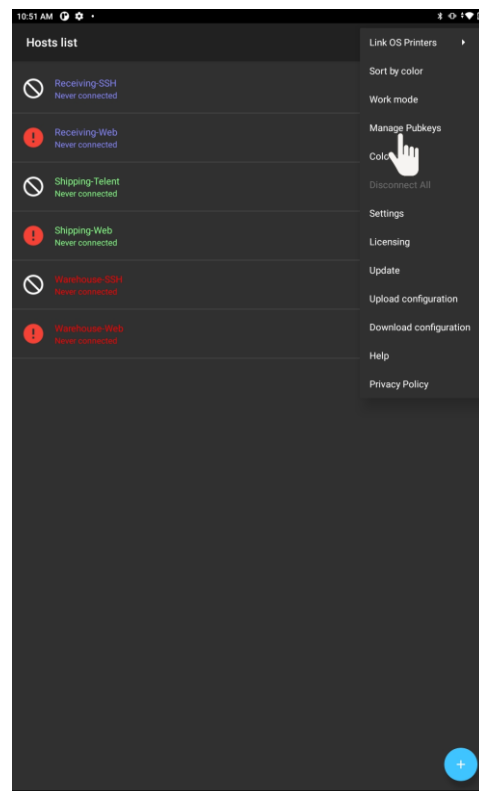 10:51 AM
Hosts list
Receiving-SSH
Never connected
Receiving-Web
Never connected
Shipping-Telent
Never connected
Shipping-Web
Never connected
Warehouse-SSH
Never connected
Warehouse-Web
Never connected
Link OS Printers
Sort by color
Work mode
Manage Pubkeys
Disconnect All
Settings
Licensing
Update
Upload configuration
Download configuration
Help
Privacy Policy
+